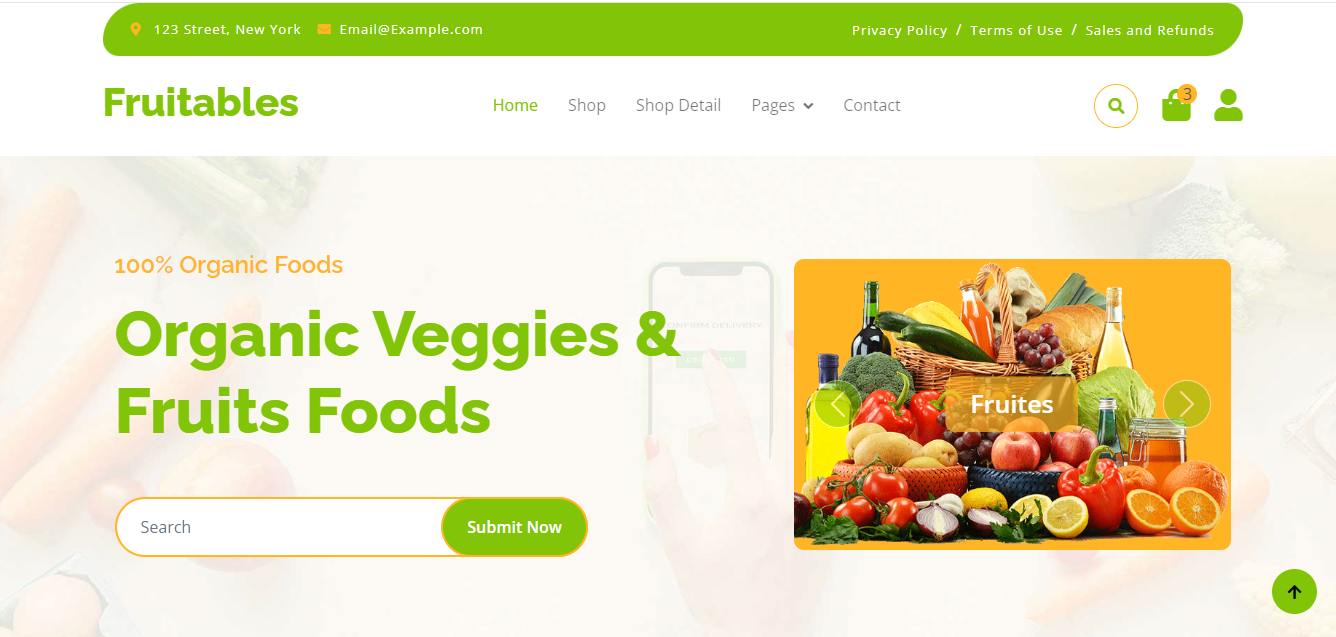 123 Street, New York
Email@Example.com
Privacy Policy / Terms of Use / Sales and Refunds
Fruitables
Home
Shop
Shop Detail
Pages
Contact
3
100% Organic Foods
Organic Veggies &
Fruits Foods
DELIVERY
Search
Submit Now
Fruites